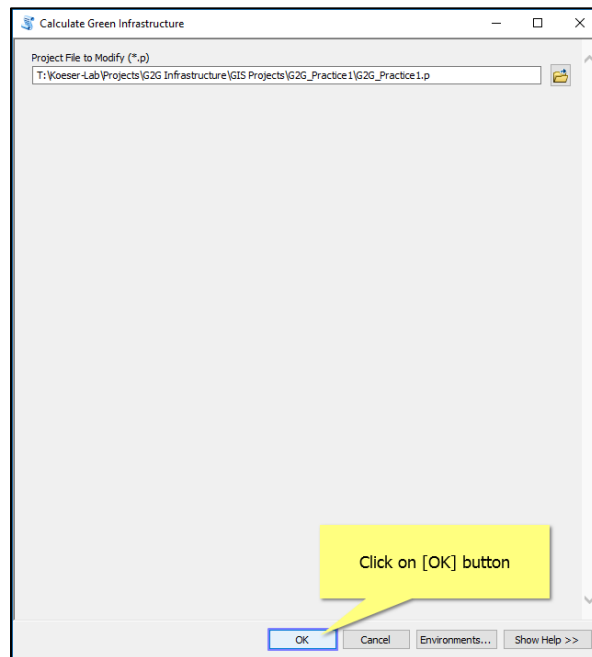 Calculate Green Infrastructure
Project File to Modify (*.p)
T:\Koeser-Lab\Projects\G2G Infrastructure\GIS Projects\G2G_Practice1\G2G_Practice1.p
Click on [OK] button
OK Cancel Environments... Show Help >>